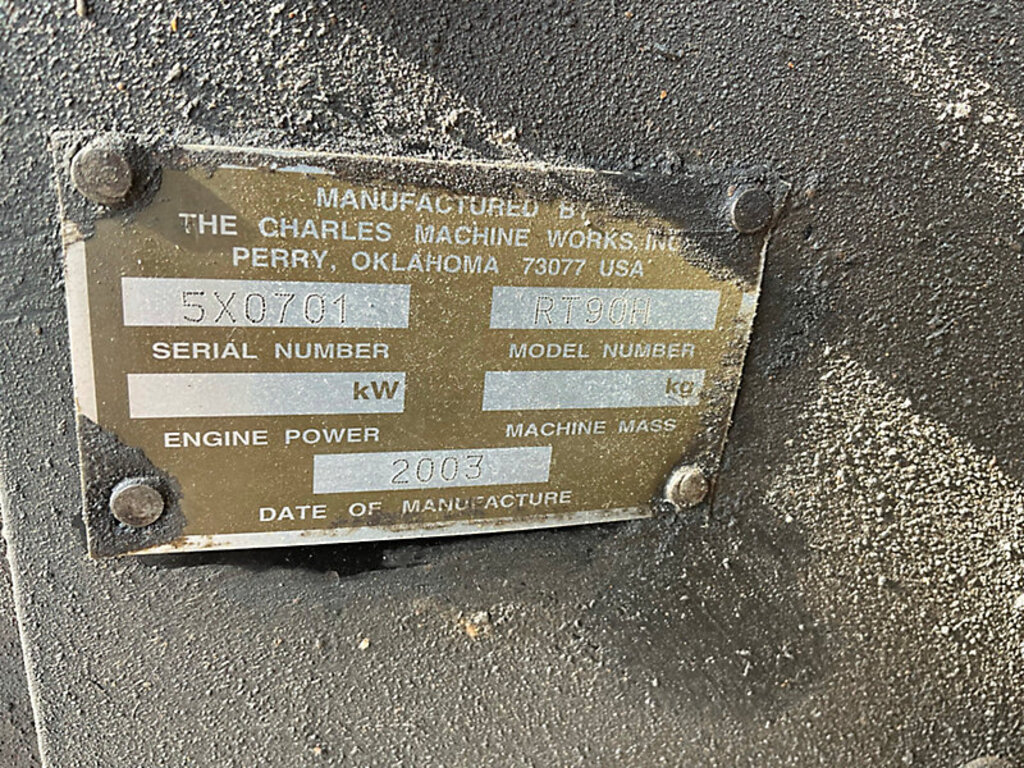 MANUFACTURED BY
THE CHARLES MACHINE WORKS, INC
PERRY, OKLAHOMA 73077 USA
5X0701 RT90H
SERIAL NUMBER MODEL NUMBER
kW kg
ENGINE POWER MACHINE MASS
2003
DATE OF MANUFACTURE